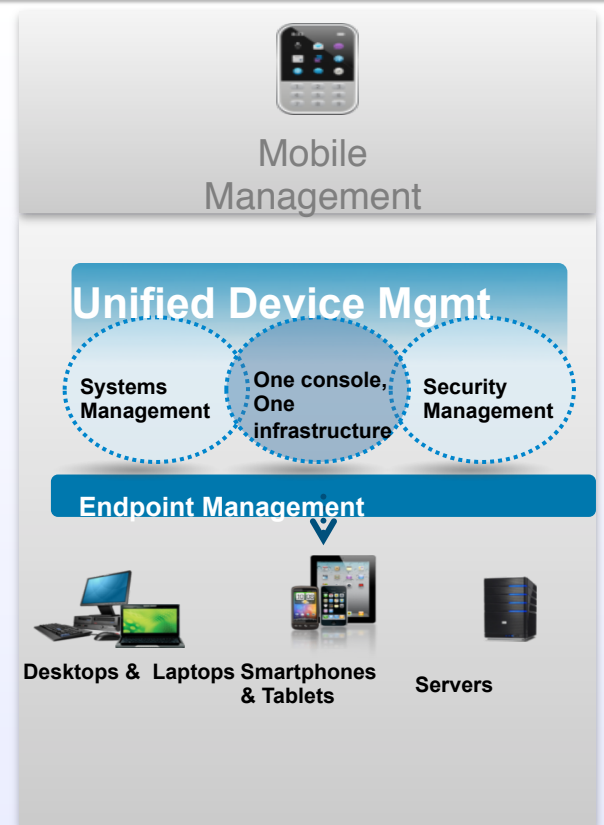 Mobile
Management
Unified Device Mgmt
Systems
Management
One console,
One
infrastructure
Security
Management
Endpoint Management
Desktops &  Laptops
Smartphones
& Tablets
Servers